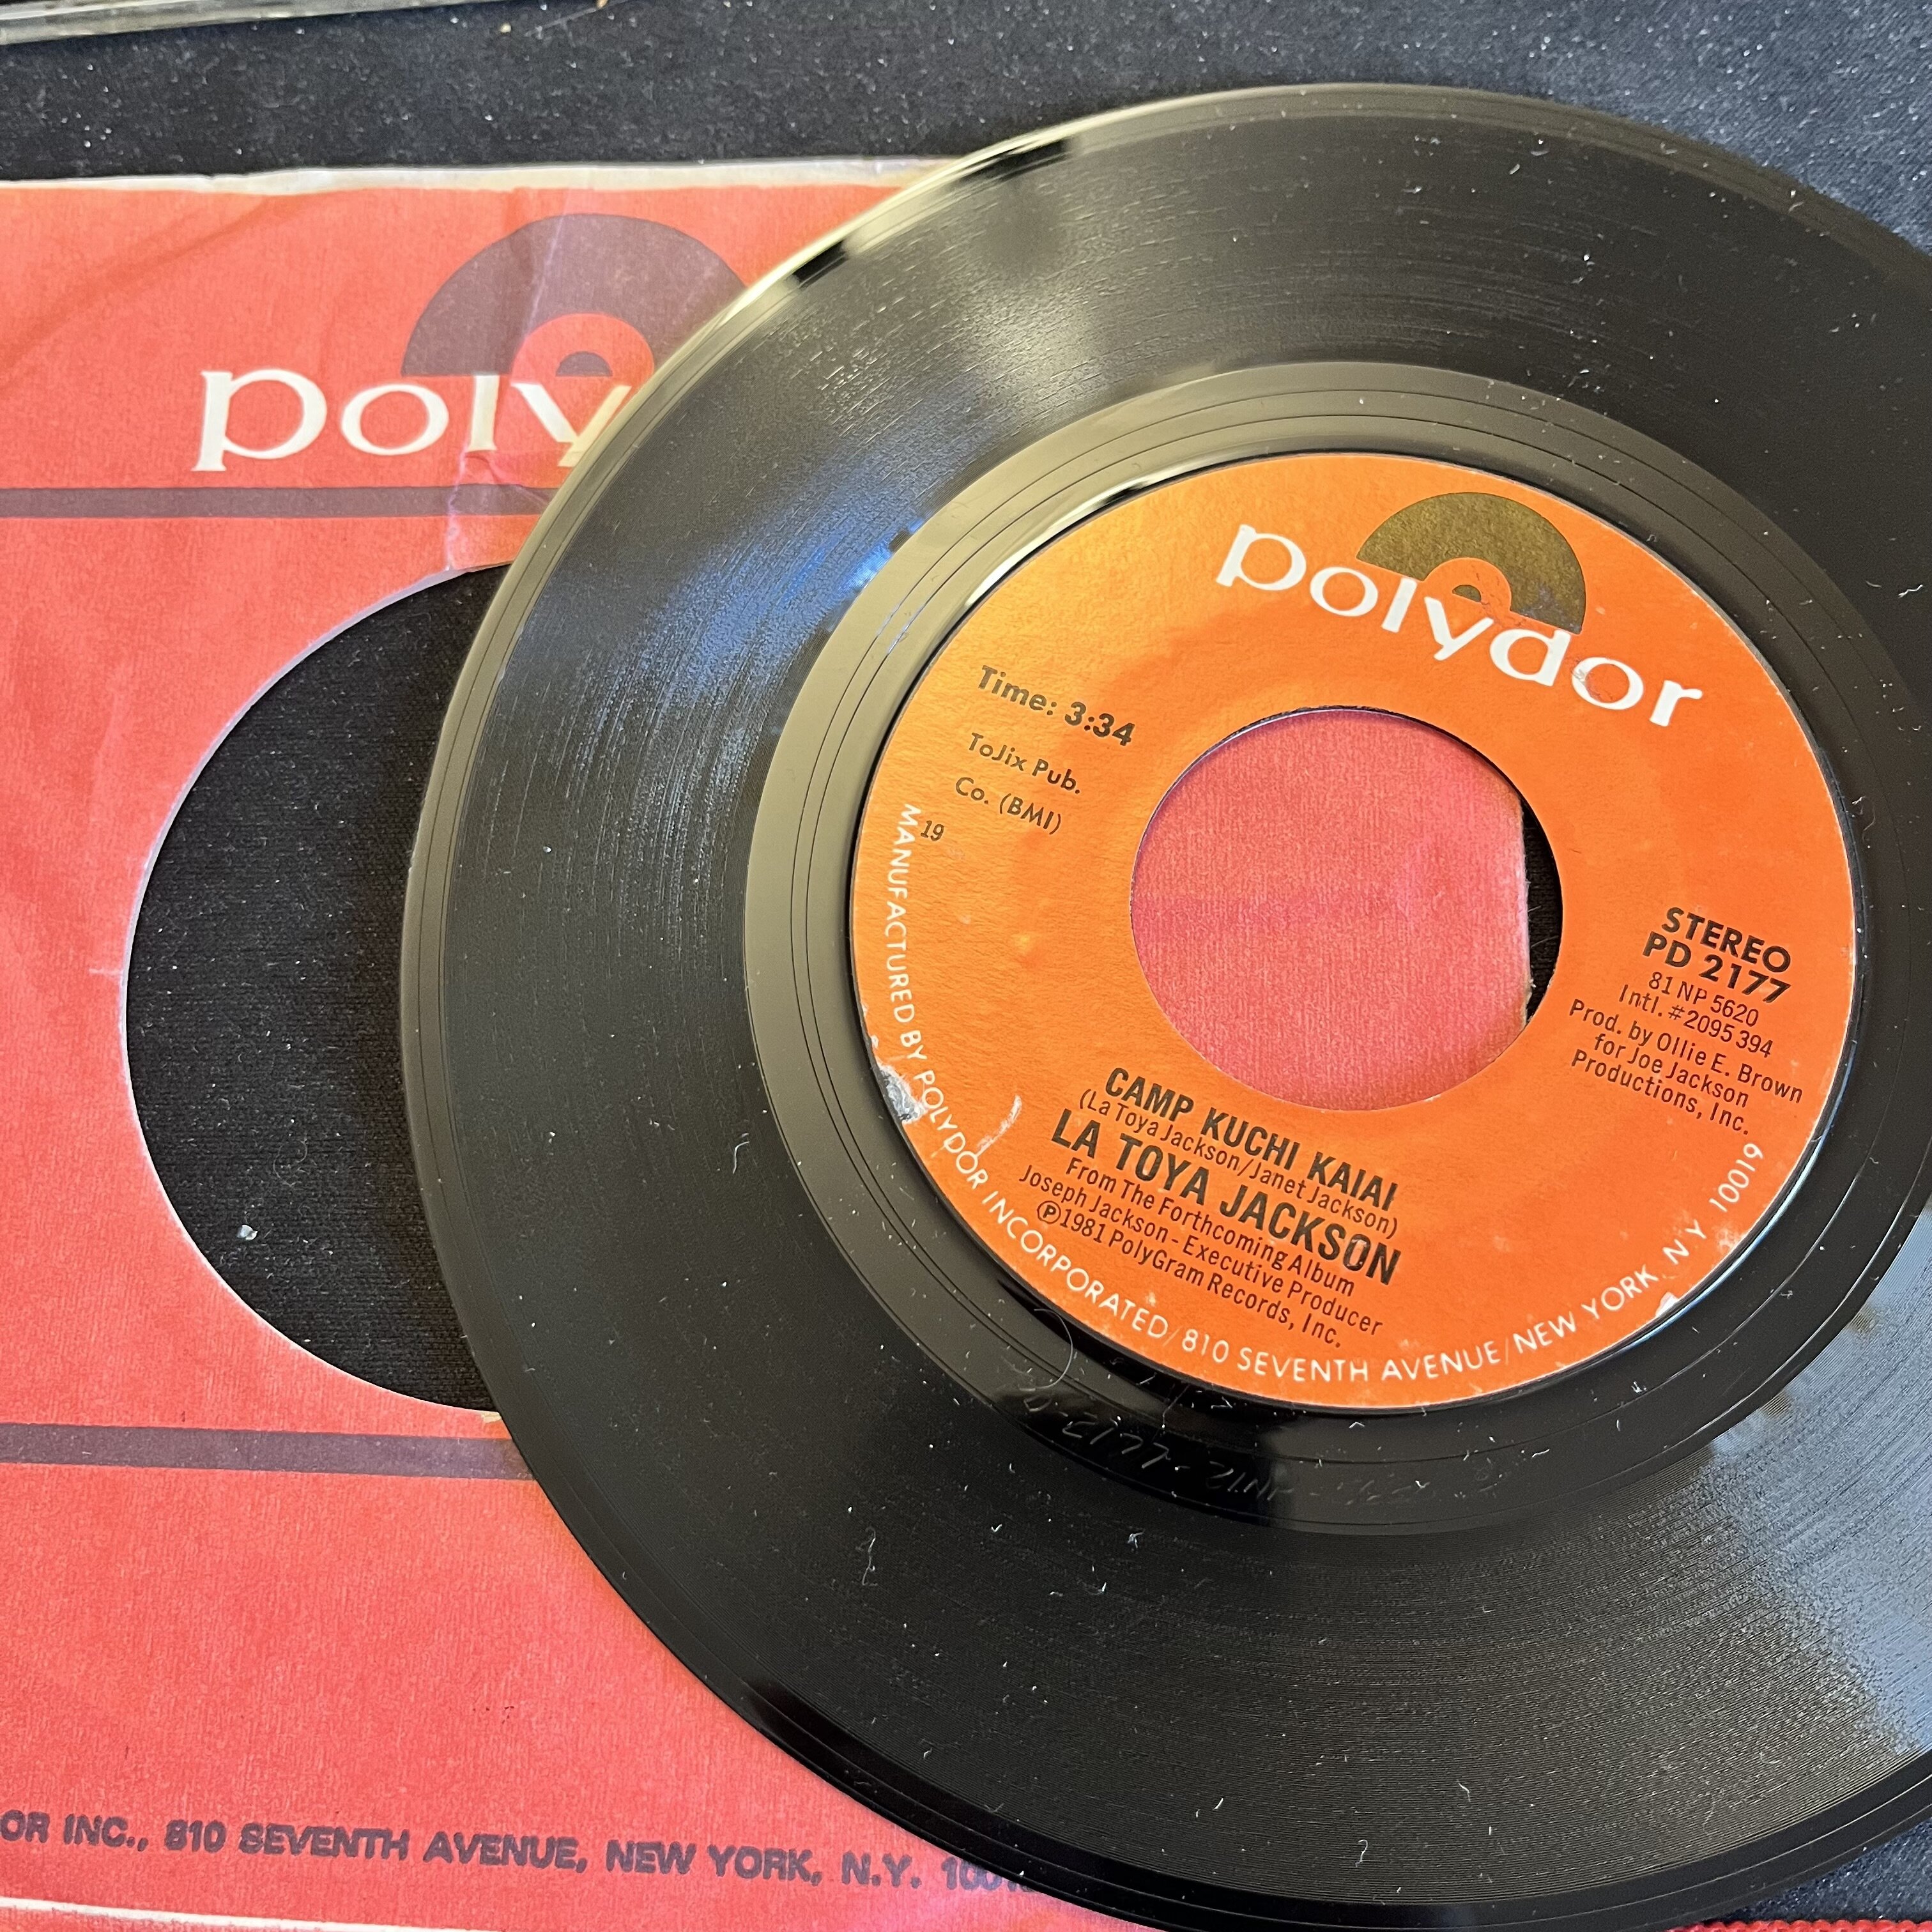 poly
polydor
Time: 3:34
ToJix Pub.
Co. (BMI)
19
STEREO
PD 2177
81 NP 5620
Intl. #2095 394
Prod. by Ollie E. Brown
for Joe Jackson
Productions, Inc.
CAMP KUCHI KAIAI
(La Toya Jackson/Janet Jackson)
LA TOYA JACKSON
From The Forthcoming Album
Joseph Jackson - Executive Producer
Ⓟ1981 PolyGram Records, Inc.
MANUFACTURED BY POLYDOR INCORPORATED/810 SEVENTH AVENUE/NEW YORK, N.Y. 10019
OR INC., 810 SEVENTH AVENUE, NEW YORK, N.Y.